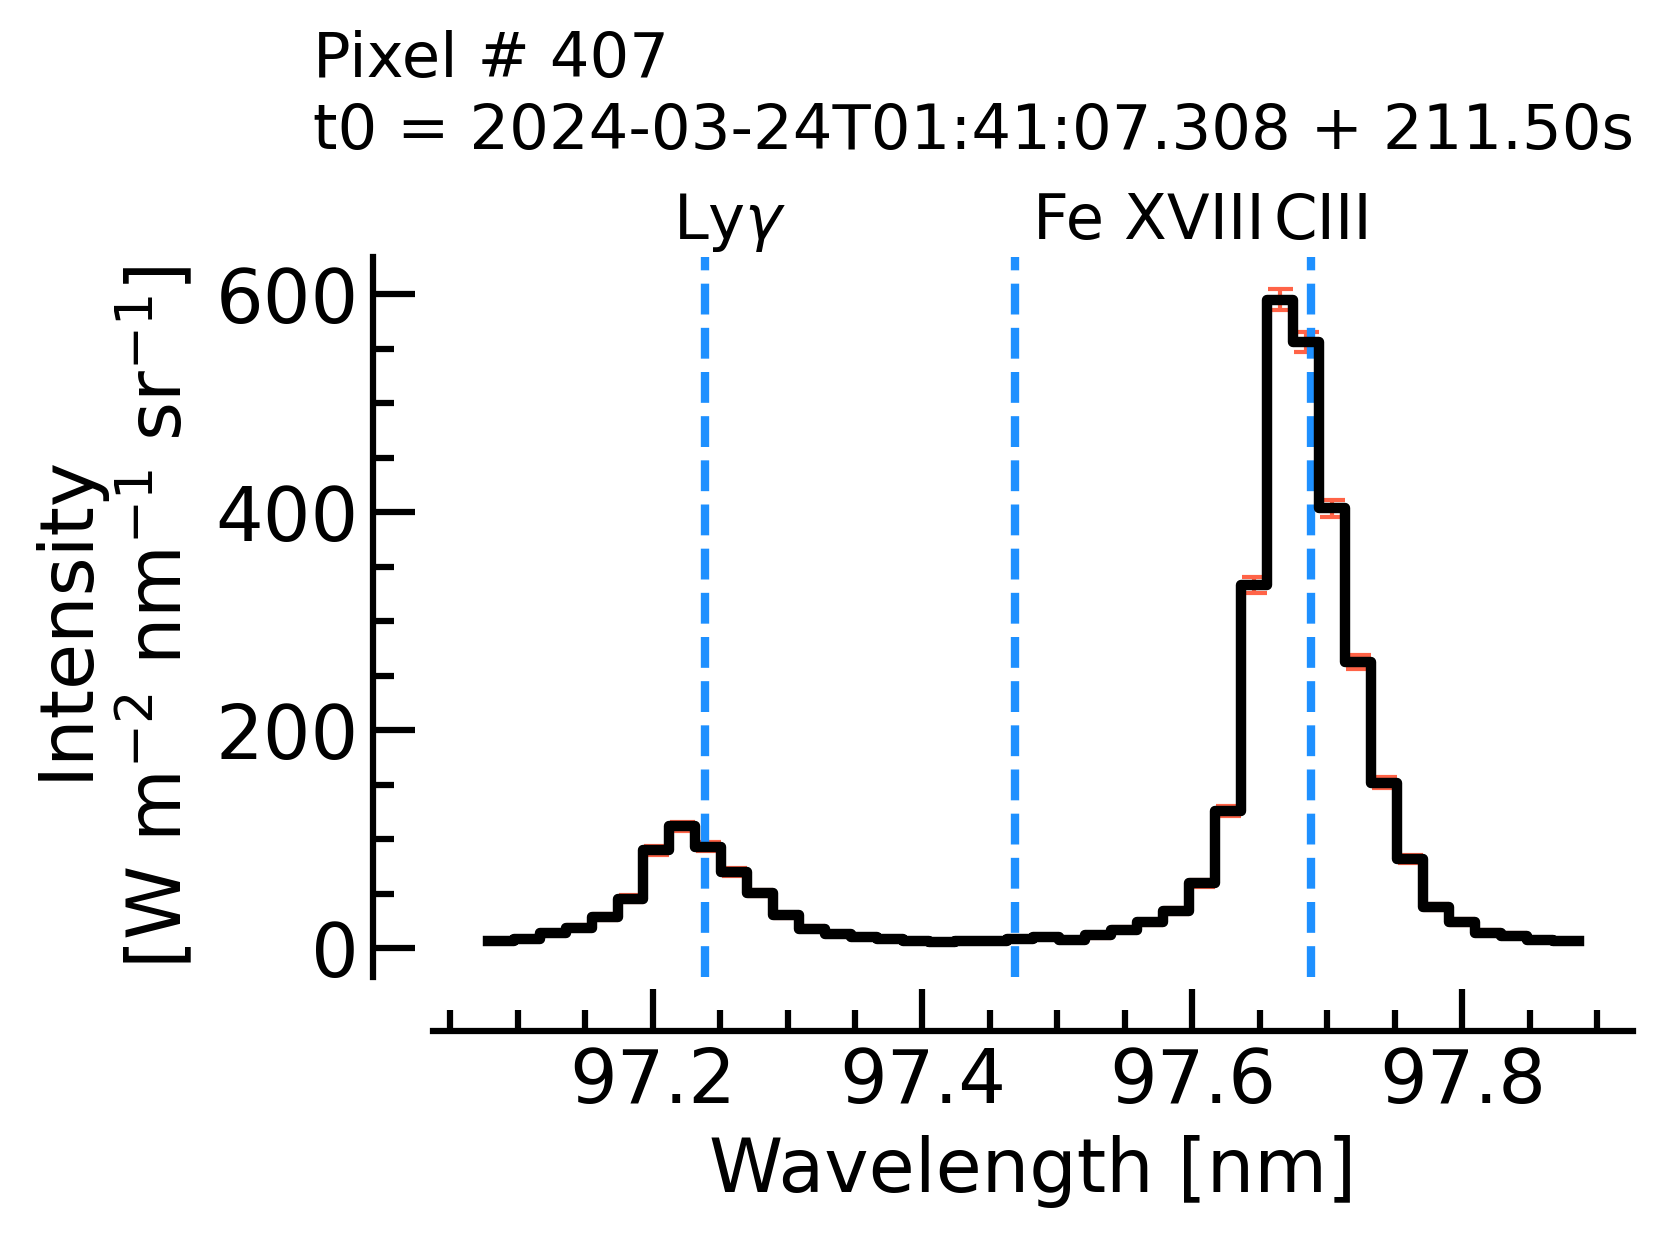 Pixel # 407
t0 = 2024-03-24T01:41:07.308 + 211.50s
Lyγ Fe XVIII CIII
Intensity
[W m⁻² nm⁻¹ sr⁻¹]
600
400
200
0
97.2 97.4 97.6 97.8
Wavelength [nm]